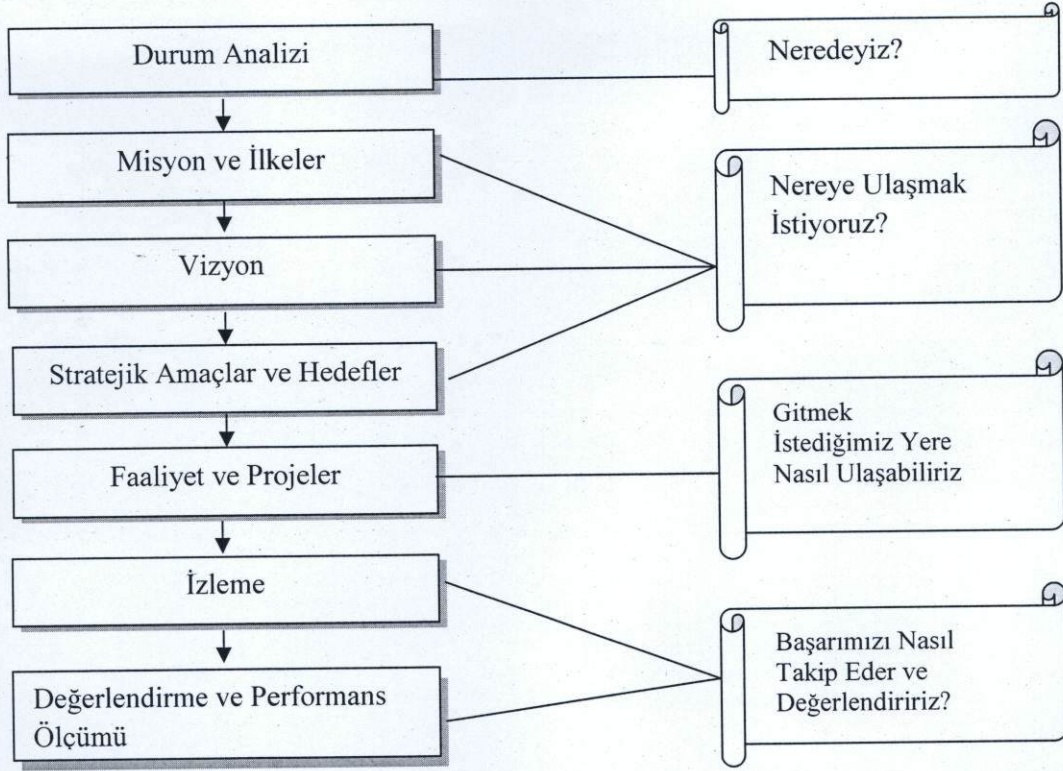 Durum Analizi
Neredeyiz?
Misyon ve İlkeler
Nereye Ulaşmak
İstiyoruz?
Vizyon
Stratejik Amaçlar ve Hedefler
Gitmek
İstediğimiz Yere
Nasıl Ulaşabiliriz
Faaliyet ve Projeler
İzleme
Başarımızı Nasıl
Takip Eder ve
Değerlendiririz?
Değerlendirme ve Performans
Ölçümü